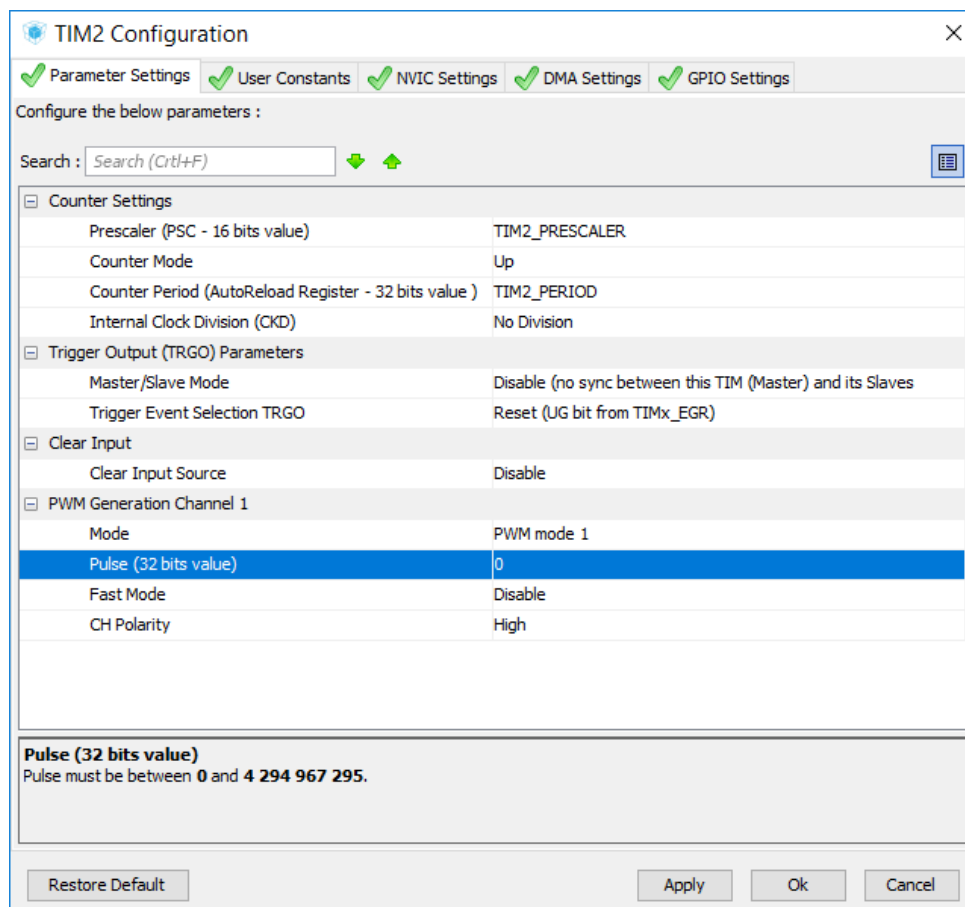 TIM2 Configuration
Parameter Settings User Constants NVIC Settings DMA Settings GPIO Settings
Configure the below parameters :
Search : Search (Crtl+F)
Counter Settings
Prescaler (PSC - 16 bits value) TIM2_PRESCALER
Counter Mode Up
Counter Period (AutoReload Register - 32 bits value ) TIM2_PERIOD
Internal Clock Division (CKD) No Division
Trigger Output (TRGO) Parameters
Master/Slave Mode Disable (no sync between this TIM (Master) and its Slaves
Trigger Event Selection TRGO Reset (UG bit from TIMx_EGR)
Clear Input
Clear Input Source Disable
PWM Generation Channel 1
Mode PWM mode 1
Pulse (32 bits value) 0
Fast Mode Disable
CH Polarity High
Pulse (32 bits value)
Pulse must be between 0 and 4 294 967 295.
Restore Default Apply Ok Cancel